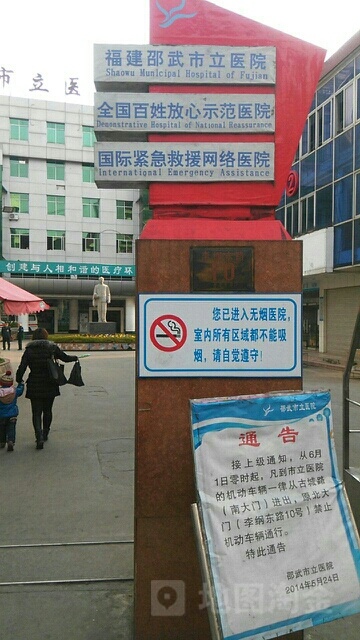 市立医
福建邵武市立医院
Shaowu Municipal Hospital of Fujian
全国百姓放心示范医院
Demonstrative Hospital of National Reassurance
国际紧急救援网络医院
International Emergency Assistance
②
创建与人相和谐的医疗环
您已进入无烟医院,
室内所有区域都不能吸
烟,请自觉遵守!
邵武市立医院
通告
接上级通知,从6月
1日零时起,凡到市立医院
的机动车辆一律从古城路
(南大门)进出,原北大
门(李纲东路10号)禁止
机动车辆通行。
特此通告
邵武市立医院
2014年5月24日
地图淘金